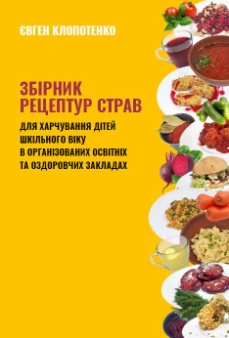 ЄВГЕН КЛОПОТЕНКО
ЗБІРНИК
РЕЦЕПТУР СТРАВ
ДЛЯ ХАРЧУВАННЯ ДІТЕЙ
ШКІЛЬНОГО ВІКУ
В ОРГАНІЗОВАНИХ ОСВІТНІХ
ТА ОЗДОРОВЧИХ ЗАКЛАДАХ